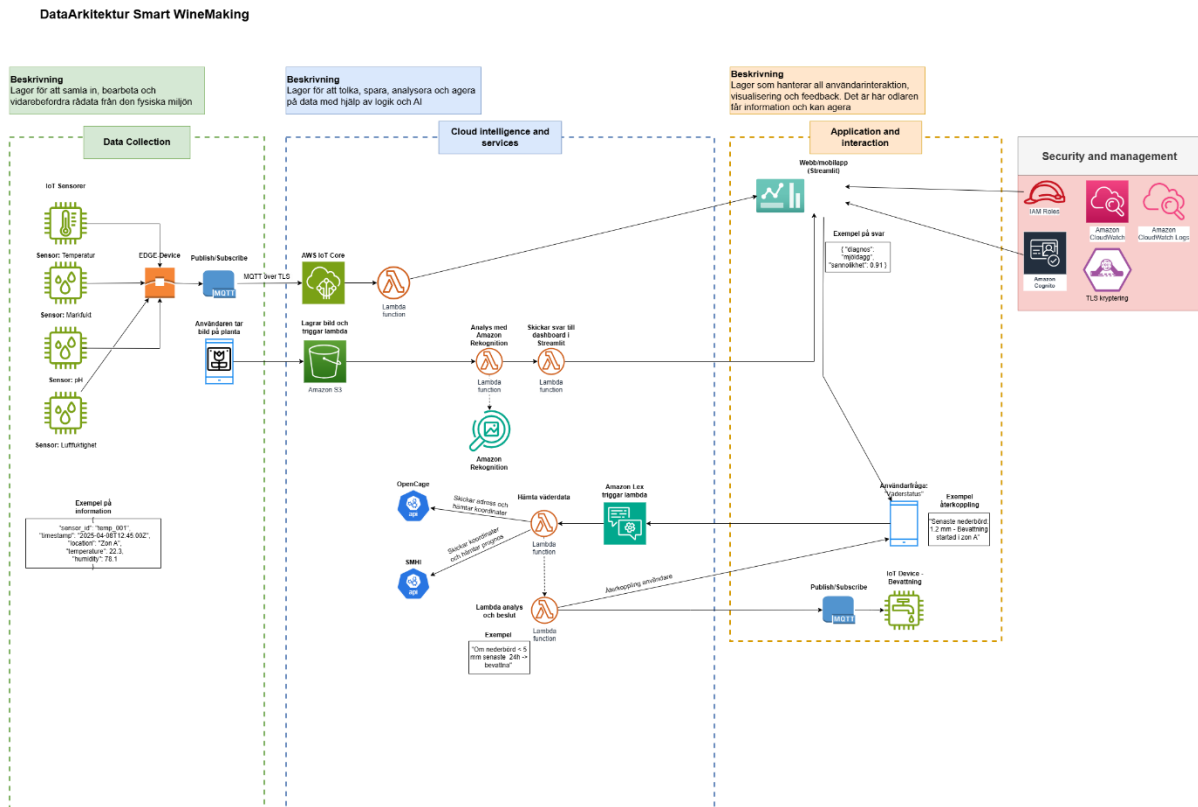 DataArkitektur Smart WineMaking
Beskrivning
Lager för att samla in, bearbeta och
vidarebefordra rådata från den fysiska miljön
Beskrivning
Lager för att tolka, spara, analysera och agera
på data med hjälp av logik och AI
Beskrivning
Lager som hanterar all användarinteraktion,
visualisering och feedback. Det är här odlaren
får information och kan agera
Data Collection
Cloud intelligence and
services
Application and
interaction
Security and management
IoT Sensorer
Sensor: Temperatur
Sensor: Markfukt
Sensor: pH
Sensor: Luftfuktighet
EDGE-Device
Publish/Subscribe
MQTT
MQTT över TLS
Användaren tar
bild på planta
Exempel på
information
{
"sensor_id": "temp_001",
"timestamp": "2025-04-08T12:45:00Z",
"location": "Zon A",
"temperature": 22.3,
"humidity": 78.1
}
AWS IoT Core
Lambda
function
Lagrar bild och
triggar lambda
Amazon S3
Analys med
Amazon
Rekognition
Lambda
function
Skickar svar till
dashboard i
Streamlit
Lambda
function
Amazon
Rekognition
OpenCage
api
Skickar adress och
hämtar koordinater
Hämta väderdata
Lambda
function
Amazon Lex
triggar lambda
SMHI
api
Skickar koordinater
och hämtar prognos
Lambda analys
och beslut
Lambda
function
Exempel
"Om nederbörd < 5
mm senaste 24h ->
bevattna"
Återkoppling användare
Webb/mobilapp
(Streamlit)
Exempel på svar
{ "diagnos":
"mjöldagg",
"sannolikhet": 0.91 }
Användarfråga:
"Väderstatus"
Exempel
återkoppling
"Senaste nederbörd:
1.2 mm - Bevattning
startad i zon A"
Publish/Subscribe
MQTT
IoT Device -
Bevattning
IAM Roles
Amazon
CloudWatch
Amazon
CloudWatch Logs
Amazon
Cognito
TLS kryptering